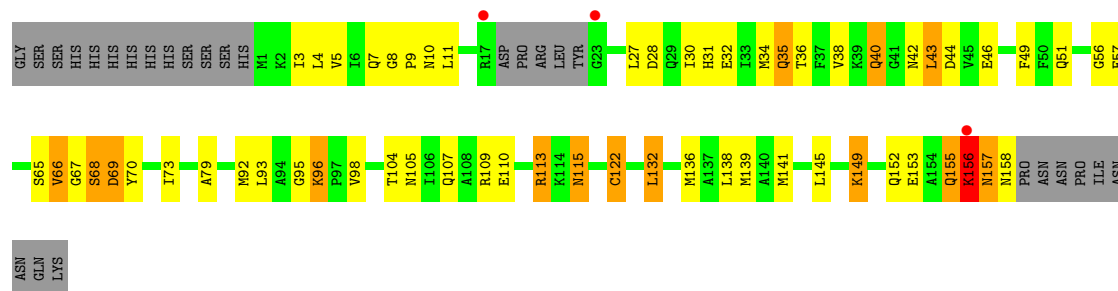 GLY SER SER HIS HIS HIS HIS HIS HIS SER SER SER HIS M1 K2 I3 L4 V5 I6 Q7 G8 P9 N10 L11 R17 ASP PRO ARG LEU TYR G23 L27 D28 Q29 I30 H31 E32 I33 M34 Q35 T36 F37 V38 K39 Q40 G41 N42 L43 D44 V45 E46 F49 F50 Q51 G56
S65 V66 G67 S68 D69 Y70 I73 A79 M92 L93 A94 G95 K96 P97 V98 T104 N105 I106 Q107 A108 R109 E110 R113 K114 N115 C122 L132 M136 A137 L138 M139 A140 M141 L145 K149 Q152 E153 A154 Q155 K156 N157 N158 PRO ASN ASN PRO ILE ASN
ASN GLN LYS